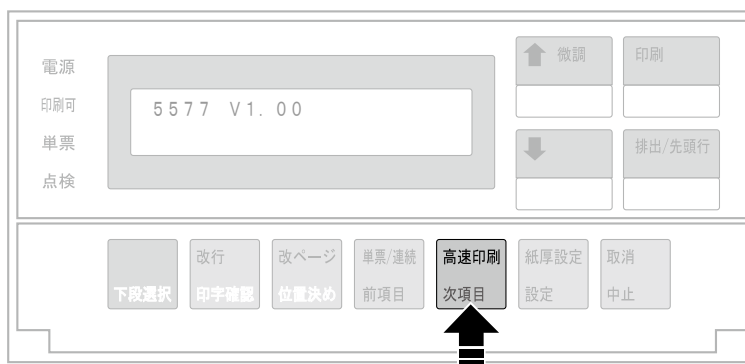 電源
印刷可
単票
点検
5577 V1.00
微調
印刷
排出/先頭行
下段選択
改行
印字確認
改ページ
位置決め
単票/連続
前項目
高速印刷
次項目
紙厚設定
設定
取消
中止